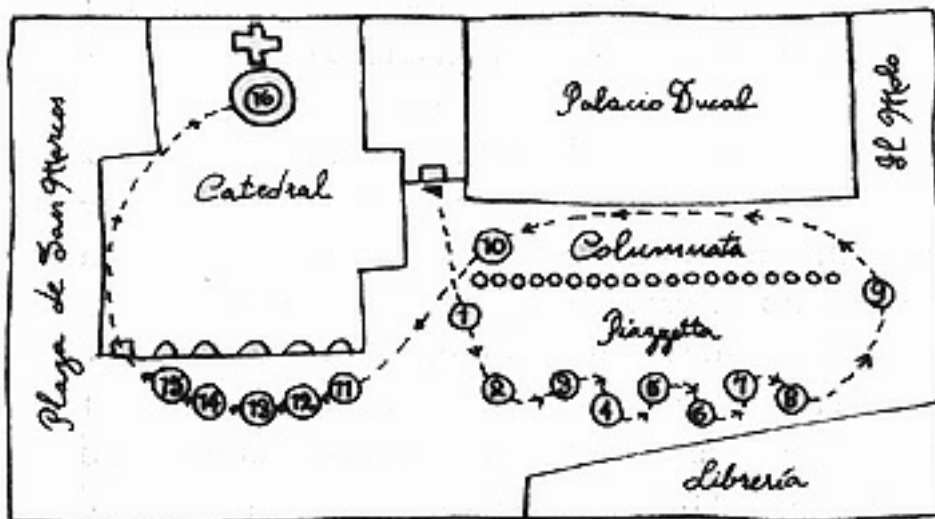 Plaza de San Marcos
Catedral
Palacio Ducal
Il Molo
Columnata
Piazzetta
Librería
1
2
3
4
5
6
7
8
9
10
11
12
13
14
15
16